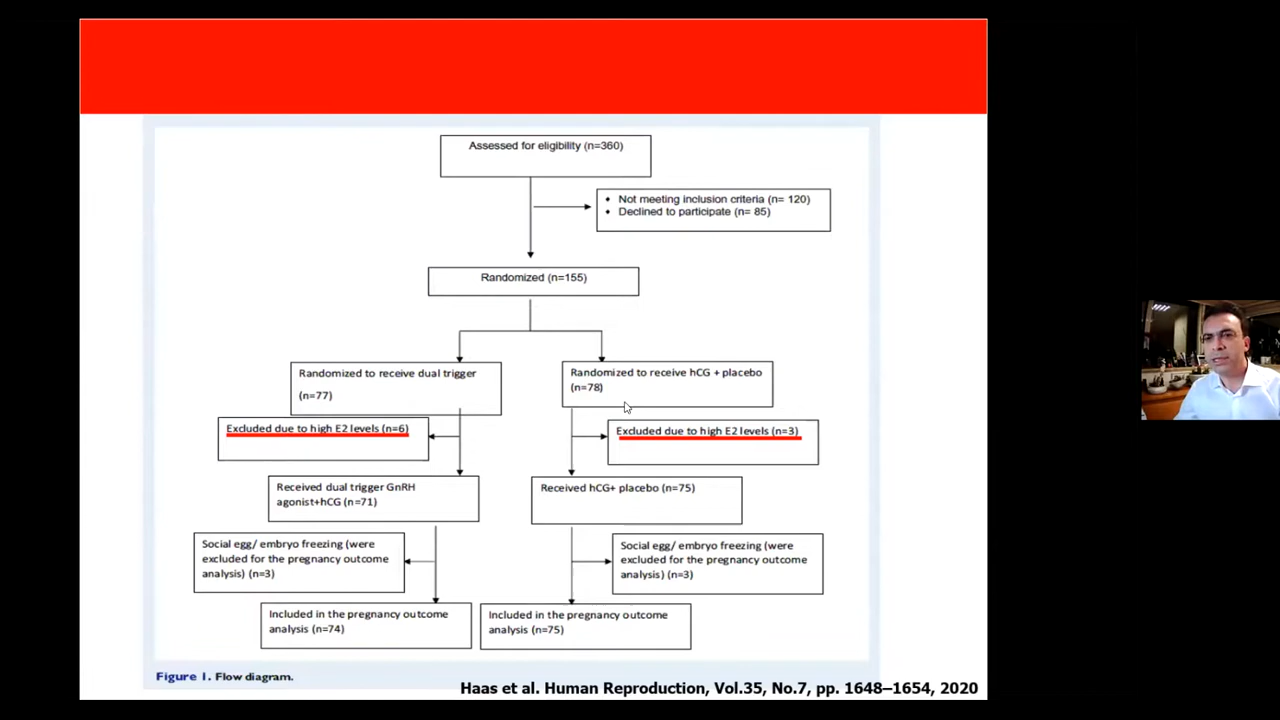 Assessed for eligibility (n=360)
• Not meeting inclusion criteria (n= 120)
• Declined to participate (n= 85)
Randomized (n=155)
Randomized to receive dual trigger
(n=77)
Randomized to receive hCG + placebo
(n=78)
Excluded due to high E2 levels (n=6)
Excluded due to high E2 levels (n=3)
Received dual trigger GnRH
agonist+hCG (n=71)
Received hCG+ placebo (n=75)
Social egg/ embryo freezing (were
excluded for the pregnancy outcome
analysis) (n=3)
Social egg/ embryo freezing (were
excluded for the pregnancy outcome
analysis) (n=3)
Included in the pregnancy outcome
analysis (n=74)
Included in the pregnancy outcome
analysis (n=75)
Figure 1. Flow diagram.
Haas et al. Human Reproduction, Vol.35, No.7, pp. 1648–1654, 2020